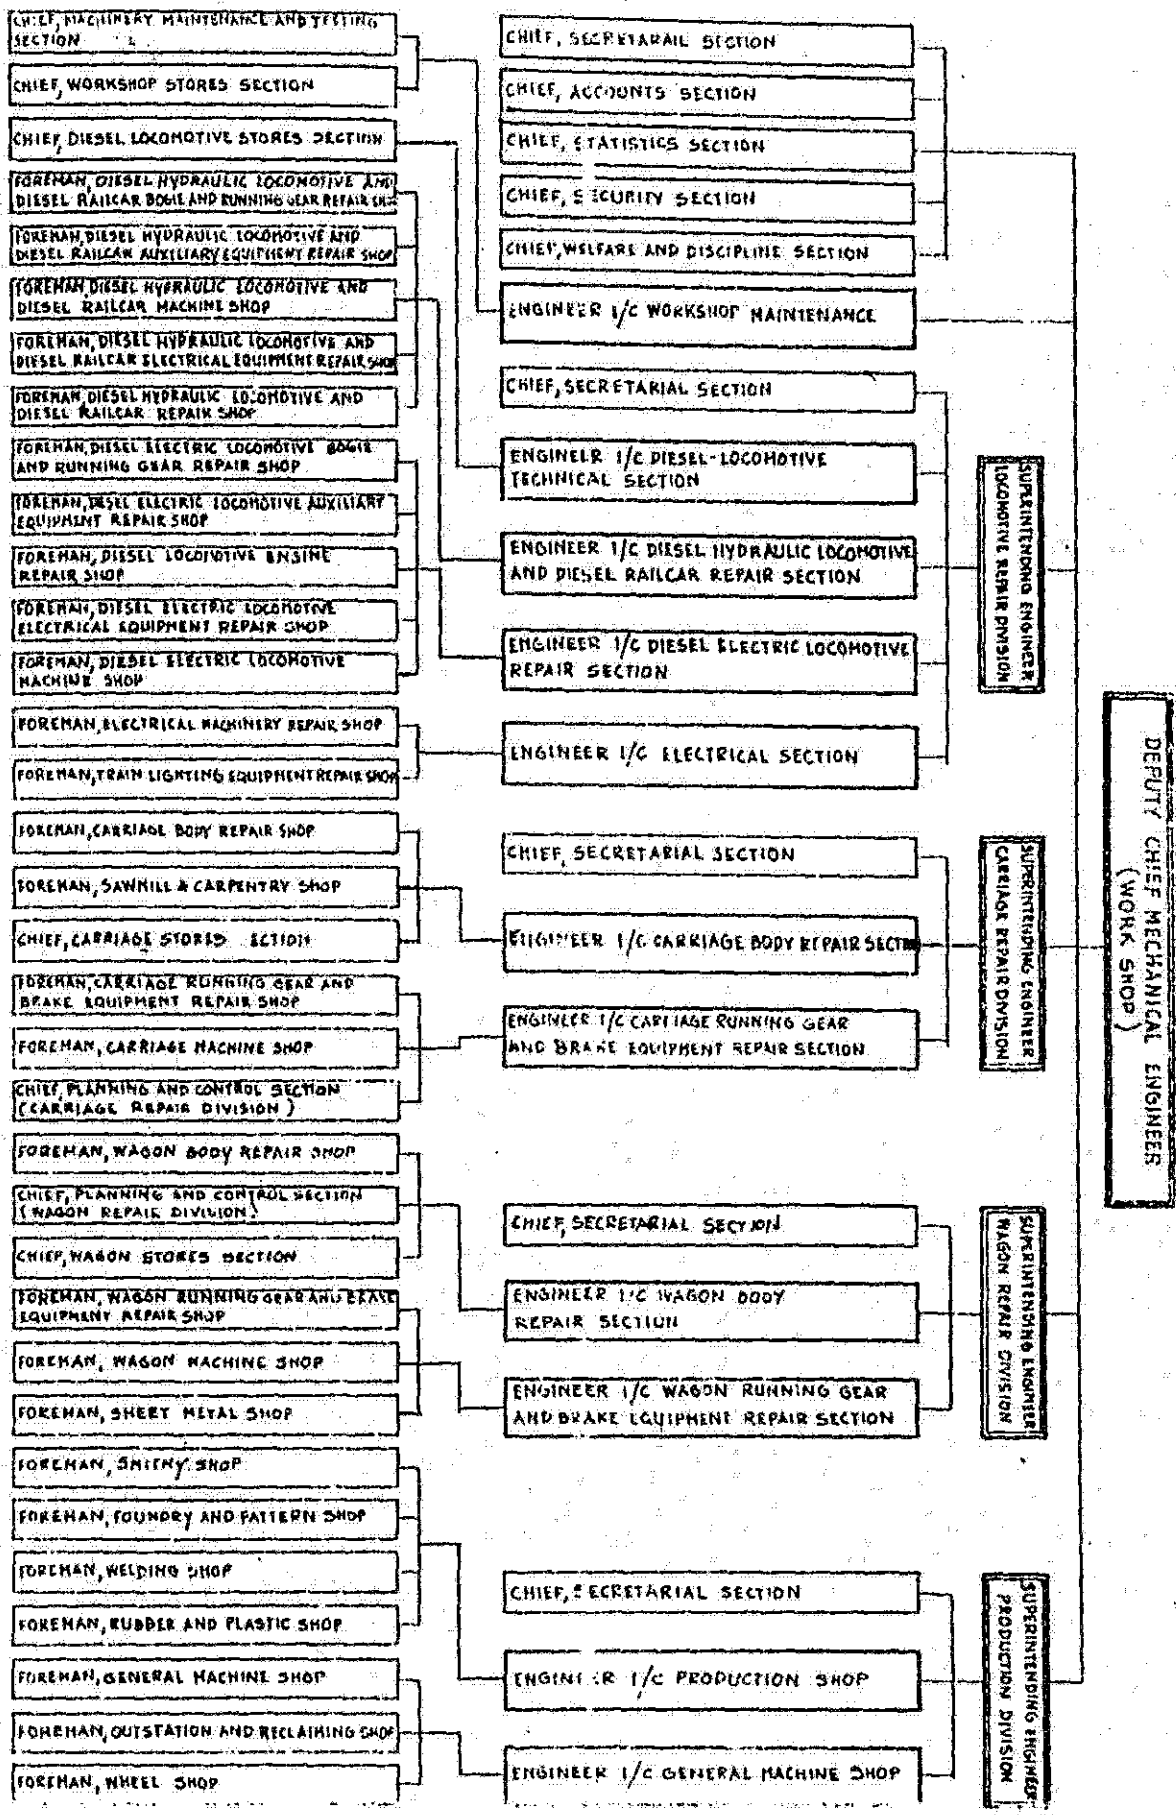 CHIEF, MACHINERY MAINTENANCE AND TESTING
SECTION
CHIEF, WORKSHOP STORES SECTION
CHIEF, DIESEL LOCOMOTIVE STORES SECTION
FOREMAN, DIESEL HYDRAULIC LOCOMOTIVE AND
DIESEL RAILCAR BOGIE AND RUNNING GEAR REPAIR SHOP
FOREMAN, DIESEL HYDRAULIC LOCOMOTIVE AND
DIESEL RAILCAR AUXILIARY EQUIPMENT REPAIR SHOP
FOREMAN, DIESEL HYDRAULIC LOCOMOTIVE AND
DIESEL RAILCAR MACHINE SHOP
FOREMAN, DIESEL HYDRAULIC LOCOMOTIVE AND
DIESEL RAILCAR ELECTRICAL EQUIPMENT REPAIR SHOP
FOREMAN, DIESEL HYDRAULIC LOCOMOTIVE AND
DIESEL RAILCAR REPAIR SHOP
FOREMAN, DIESEL ELECTRIC LOCOMOTIVE BOGIE
AND RUNNING GEAR REPAIR SHOP
FOREMAN, DESEL ELECTRIC LOCOMOTIVE AUXILIARY
EQUIPMENT REPAIR SHOP
FOREMAN, DIESEL LOCOMOTIVE ENGINE
REPAIR SHOP
FOREMAN, DIESEL ELECTRIC LOCOMOTIVE
ELECTRICAL EQUIPMENT REPAIR SHOP
FOREMAN, DIESEL ELECTRIC LOCOMOTIVE
MACHINE SHOP
FOREMAN, ELECTRICAL MACHINERY REPAIR SHOP
FOREMAN, TRAIN LIGHTING EQUIPMENT REPAIR SHOP
FOREMAN, CARRIAGE BODY REPAIR SHOP
FOREMAN, SAWMILL & CARPENTRY SHOP
CHIEF, CARRIAGE STORES SECTION
FOREMAN, CARRIAGE RUNNING GEAR AND
BRAKE EQUIPMENT REPAIR SHOP
FOREMAN, CARRIAGE MACHINE SHOP
CHIEF, PLANNING AND CONTROL SECTION
(CARRIAGE REPAIR DIVISION)
FOREMAN, WAGON BODY REPAIR SHOP
CHIEF, PLANNING AND CONTROL SECTION
(WAGON REPAIR DIVISION)
CHIEF, WAGON STORES SECTION
FOREMAN, WAGON RUNNING GEAR AND BRAKE
EQUIPMENT REPAIR SHOP
FOREMAN, WAGON MACHINE SHOP
FOREMAN, SHEET METAL SHOP
FOREMAN, SMITHY SHOP
FOREMAN, FOUNDRY AND PATTERN SHOP
FOREMAN, WELDING SHOP
FOREMAN, RUBBER AND PLASTIC SHOP
FOREMAN, GENERAL MACHINE SHOP
FOREMAN, OUTSTATION AND RECLAIMING SHOP
FOREMAN, WHEEL SHOP
CHIEF, SECRETARAIL SECTION
CHIEF, ACCOUNTS SECTION
CHIEF, STATISTICS SECTION
CHIEF, SECURITY SECTION
CHIEF, WELFARE AND DISCIPLINE SECTION
ENGINEER I/C WORKSHOP MAINTENANCE
CHIEF, SECRETARIAL SECTION
ENGINEER I/C DIESEL-LOCOMOTIVE
TECHNICAL SECTION
ENGINEER I/C DIESEL HYDRAULIC LOCOMOTIVE
AND DIESEL RAILCAR REPAIR SECTION
ENGINEER I/C DIESEL ELECTRIC LOCOMOTIVE
REPAIR SECTION
ENGINEER I/C ELECTRICAL SECTION
CHIEF, SECRETARIAL SECTION
ENGINEER I/C CARRIAGE BODY REPAIR SECTION
ENGINEER I/C CARRIAGE RUNNING GEAR
AND BRAKE EQUIPMENT REPAIR SECTION
CHIEF, SECRETARIAL SECTION
ENGINEER I/C WAGON BODY
REPAIR SECTION
ENGINEER I/C WAGON RUNNING GEAR
AND BRAKE EQUIPMENT REPAIR SECTION
CHIEF, SECRETARIAL SECTION
ENGINEER I/C PRODUCTION SHOP
ENGINEER I/C GENERAL MACHINE SHOP
SUPERINTENDING ENGINEER
LOCOMOTIVE REPAIR DIVISION
SUPERINTENDING ENGINEER
CARRIAGE REPAIR DIVISION
SUPERINTENDING ENGINEER
WAGON REPAIR DIVISION
SUPERINTENDING ENGINEER
PRODUCTION DIVISION
DEPUTY CHIEF MECHANICAL ENGINEER
(WORK SHOP)